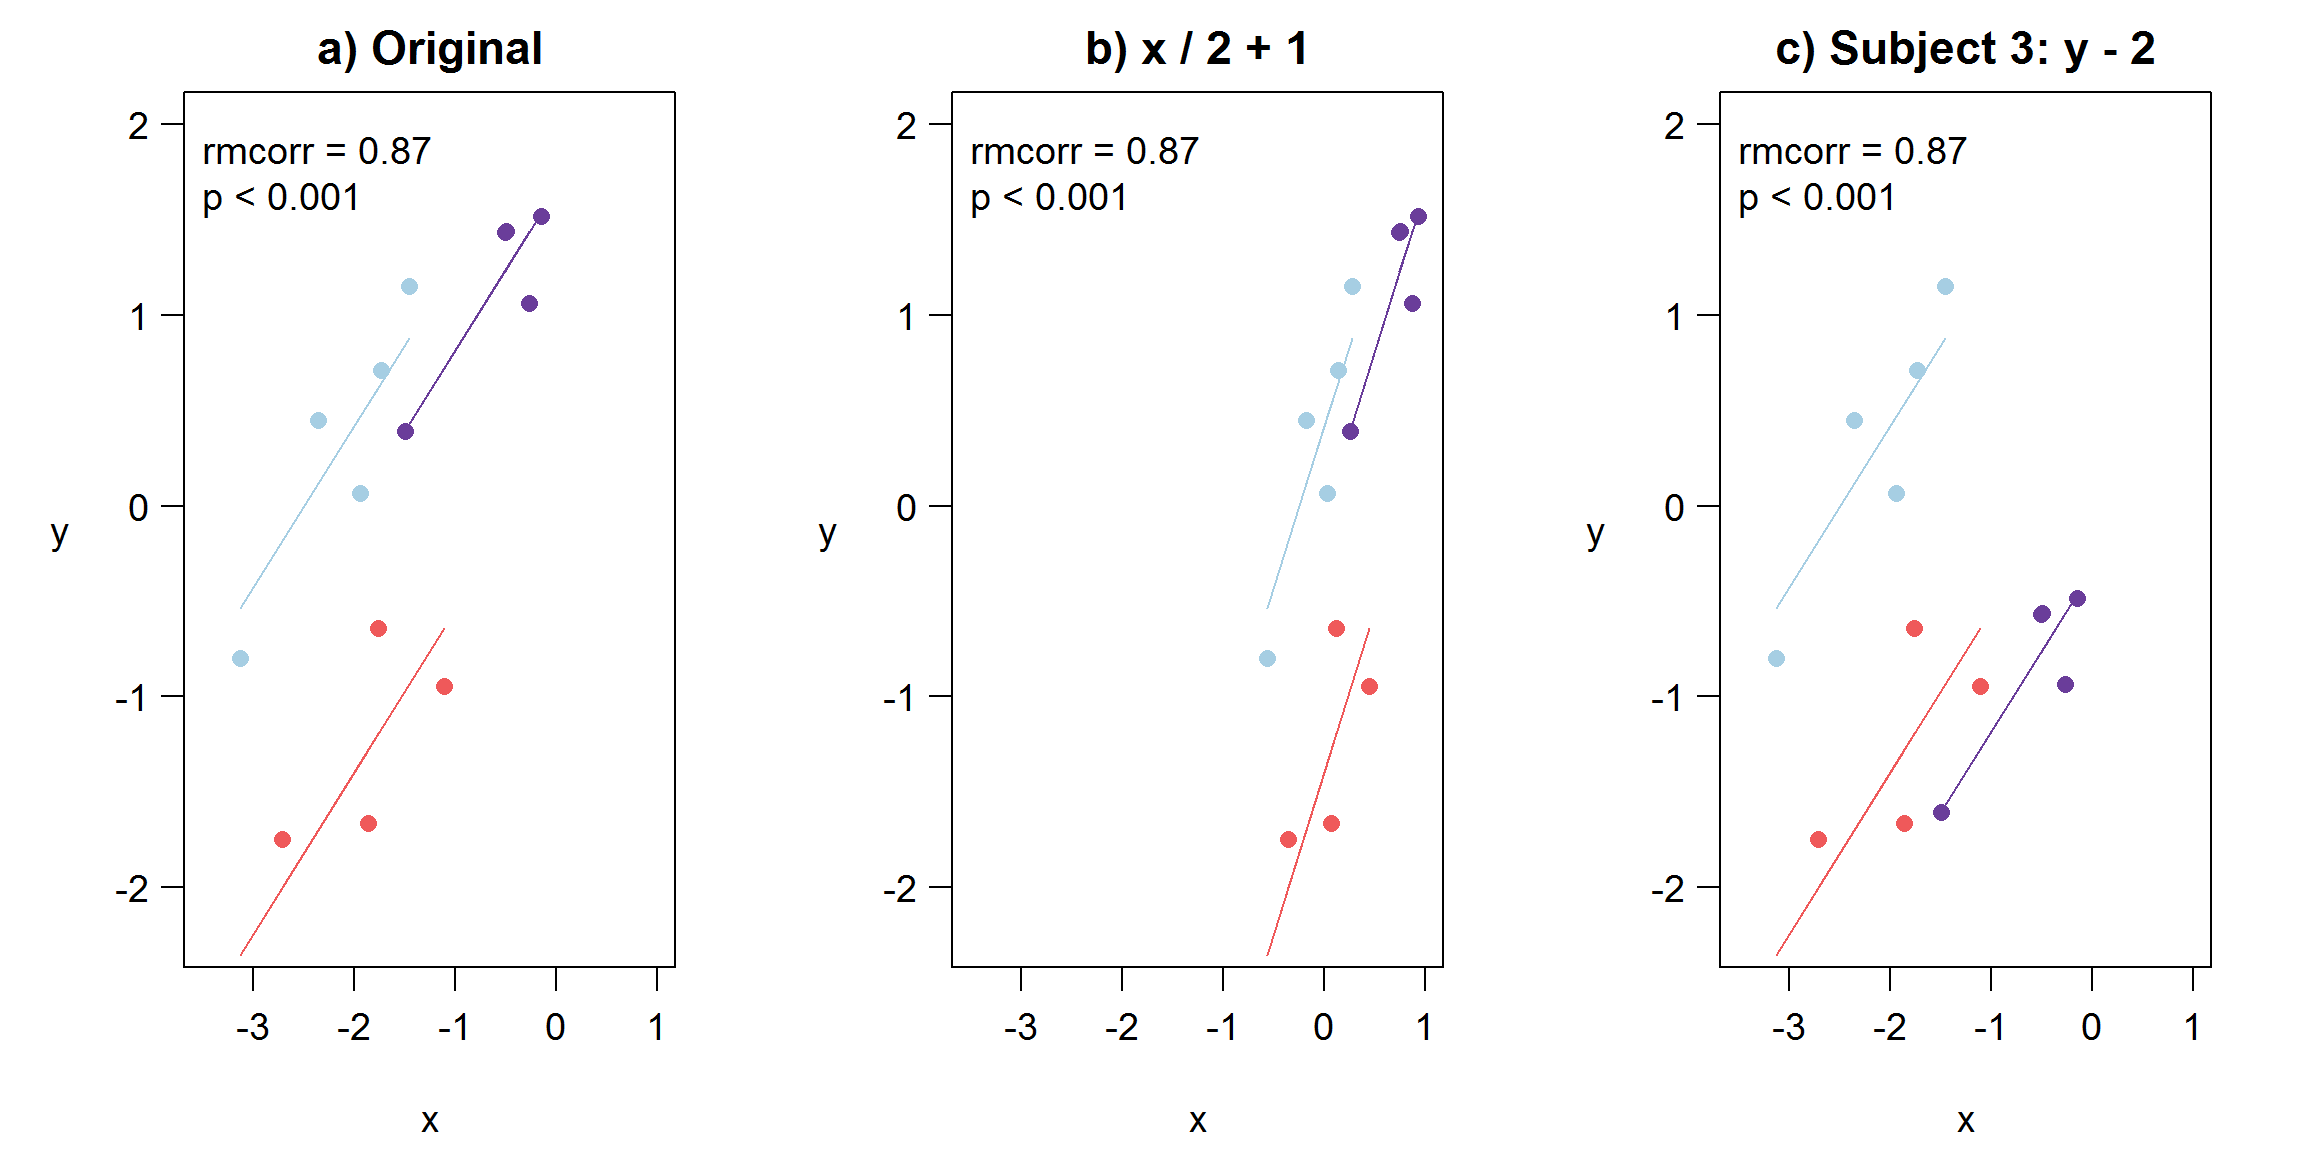 a) Original
rmcorr = 0.87
p < 0.001
2
1
0
-1
-2
y
-3 -2 -1 0 1
x
b) x / 2 + 1
rmcorr = 0.87
p < 0.001
2
1
0
-1
-2
y
-3 -2 -1 0 1
x
c) Subject 3: y - 2
rmcorr = 0.87
p < 0.001
2
1
0
-1
-2
y
-3 -2 -1 0 1
x